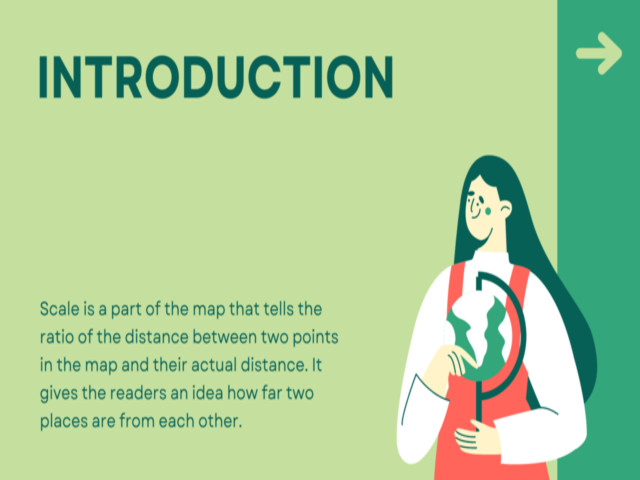 INTRODUCTION
Scale is a part of the map that tells the
ratio of the distance between two points
in the map and their actual distance. It
gives the readers an idea how far two
places are from each other.